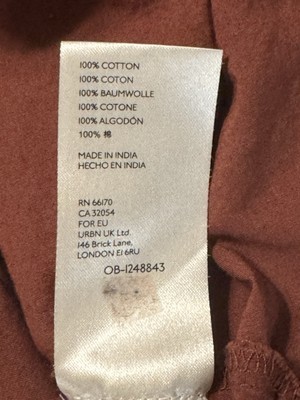 100% COTTON
100% COTON
100% BAUMWOLLE
100% COTONE
100% ALGODÓN
100% 棉
MADE IN INDIA
HECHO EN INDIA
RN 66170
CA 32054
FOR EU
URBN UK Ltd.
146 Brick Lane,
LONDON E1 6RU
OB-1248843